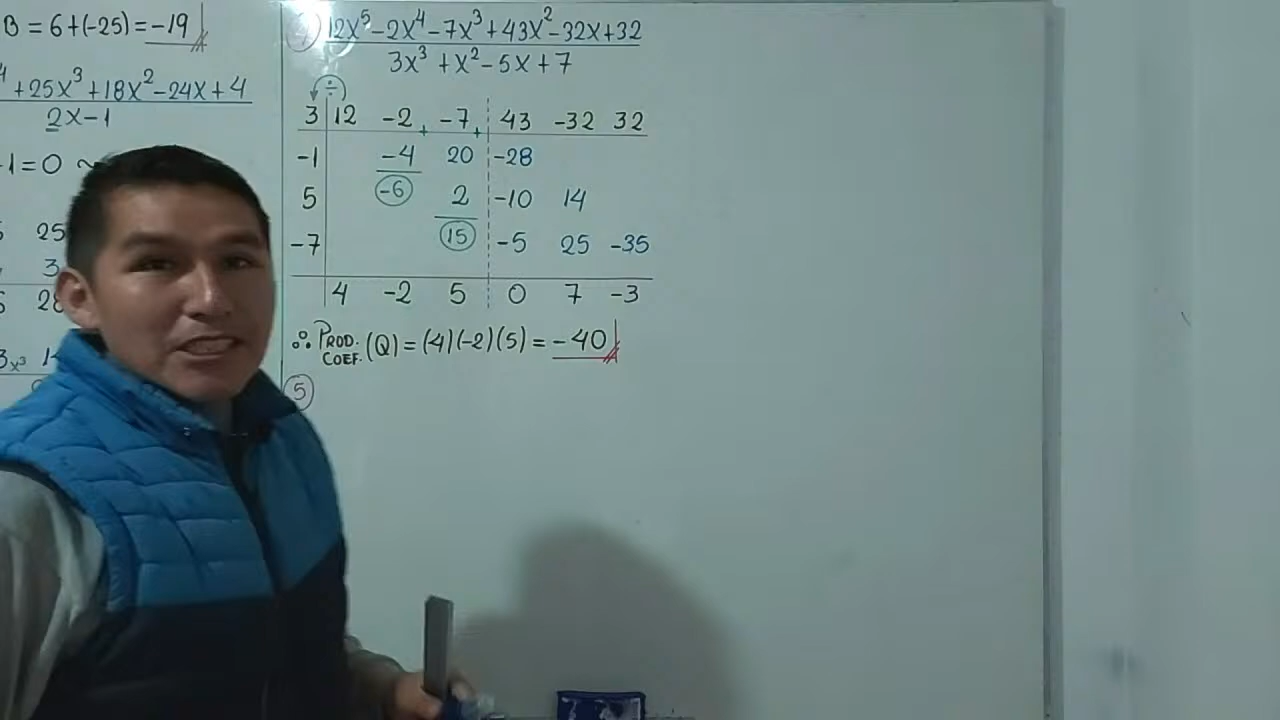 B = 6+(-25) = -19
4 +25x³ +18x² -24x + 4
2x-1
-1=0 ~
25
3
28
3x³ 1
4) 12x⁵-2x⁴-7x³+43x²-32x+32
3x³ +x²-5x+7
÷
3 12 -2 + -7 + 43 -32 32
-1 -4 20 -28
5 -6 2 -10 14
-7 15 -5 25 -35
4 -2 5 0 7 -3
∴ PROD. COEF. (Q) = (4)(-2)(5) = -40
5